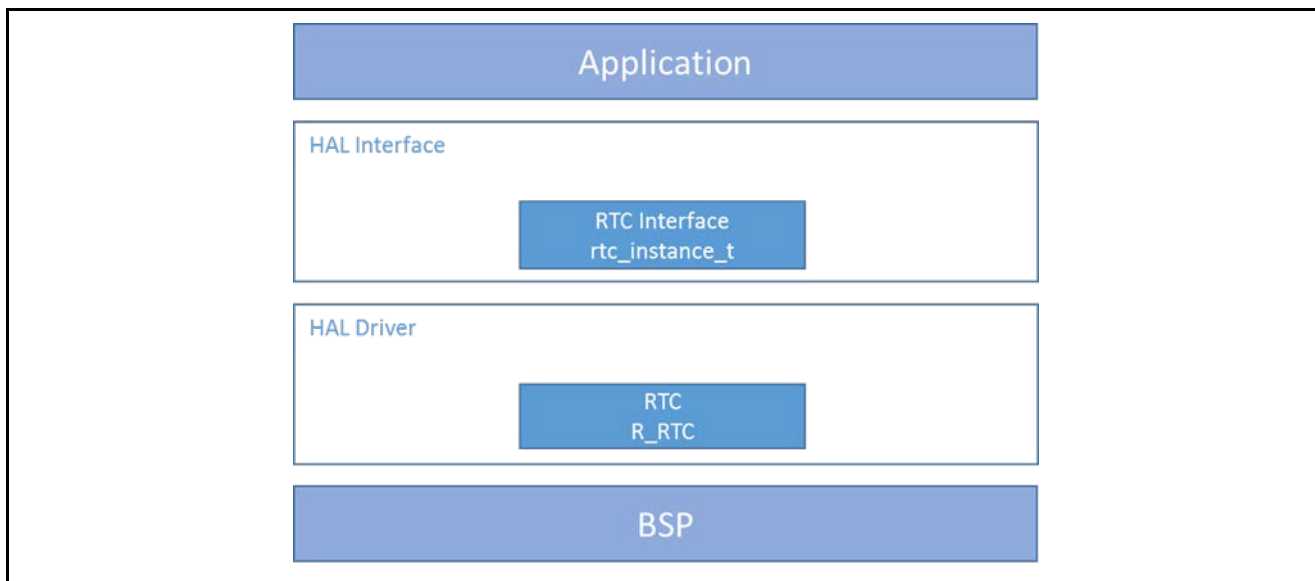 Application
HAL Interface
RTC Interface
rtc_instance_t
HAL Driver
RTC
R_RTC
BSP